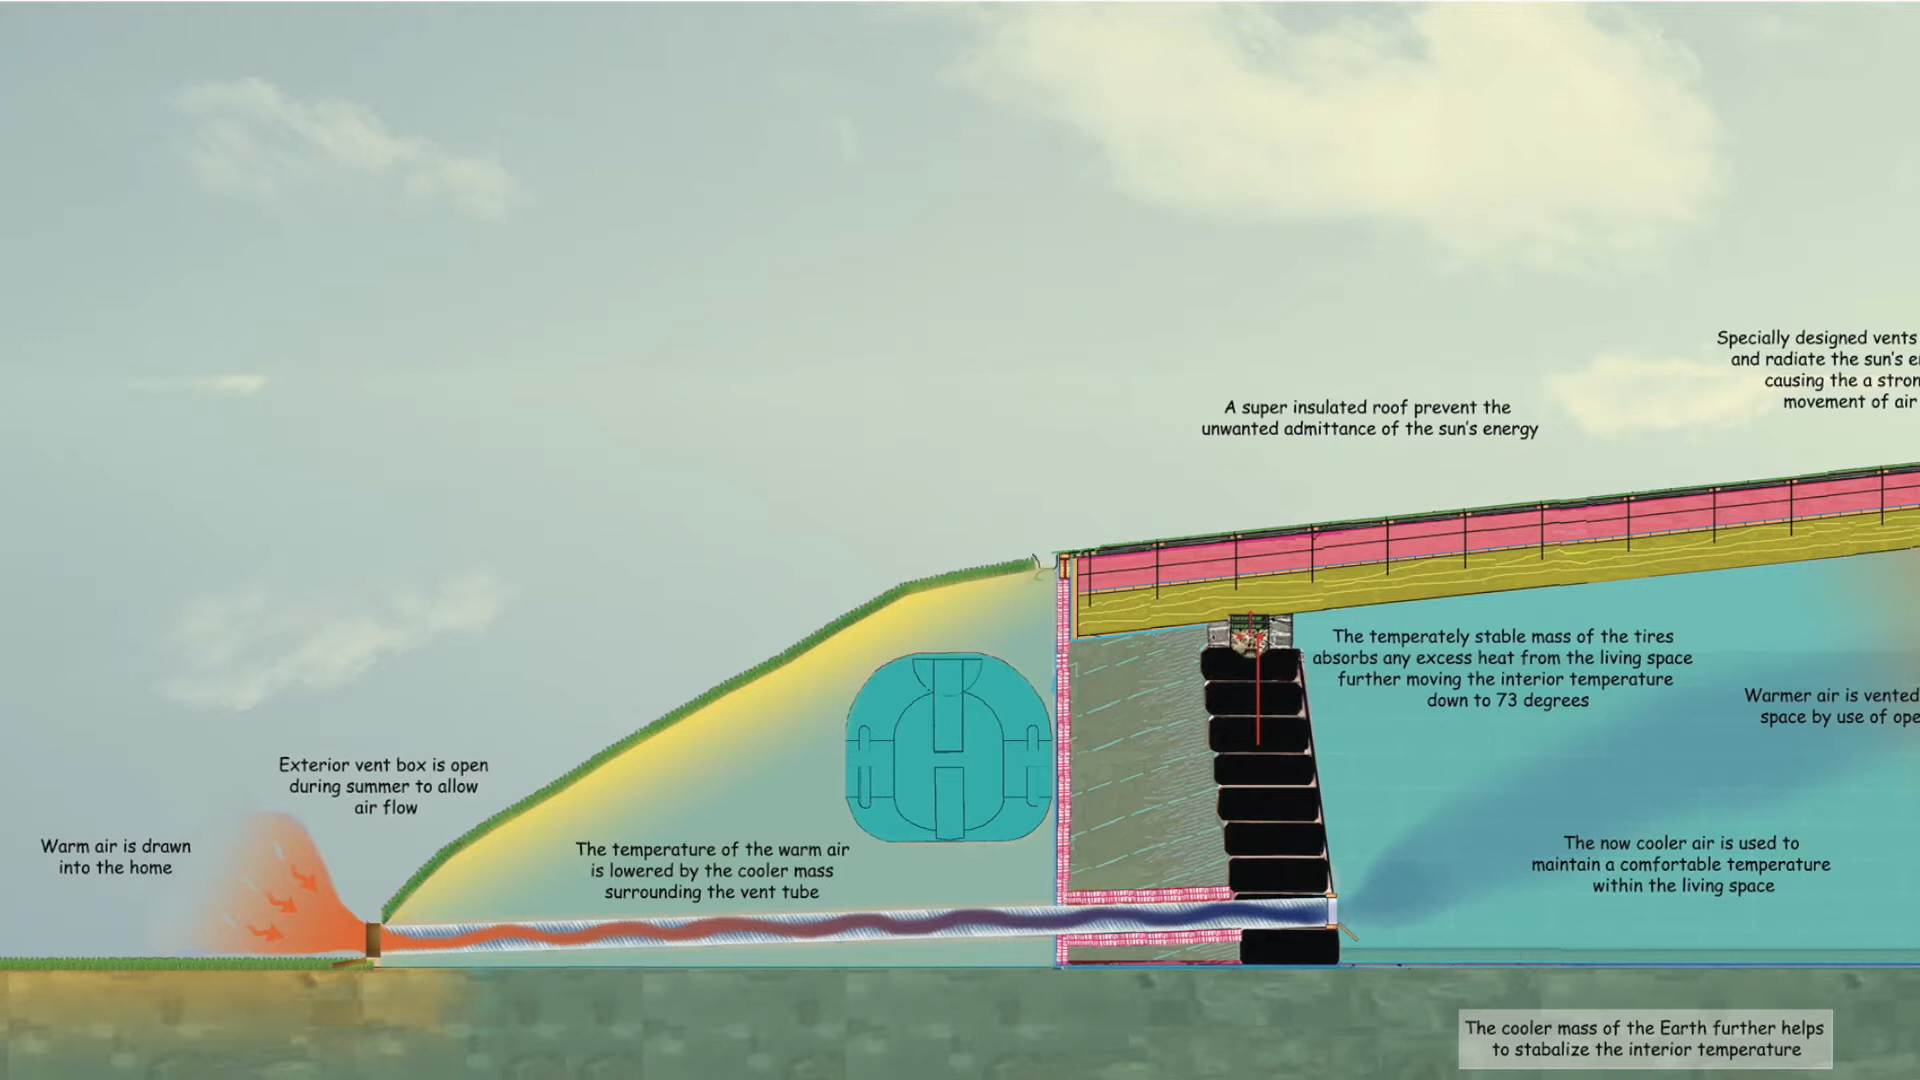 Specially designed vents
and radiate the sun's
causing the a
movement of air
A super insulated roof prevent the
unwanted admittance of the sun's energy
The temperately stable mass of the tires
absorbs any excess heat from the living space
further moving the interior temperature
down to 73 degrees
Warmer air is vented
space by use of
Exterior vent box is open
during summer to allow
air flow
Warm air is drawn
into the home
The temperature of the warm air
is lowered by the cooler mass
surrounding the vent tube
The now cooler air is used to
maintain a comfortable temperature
within the living space
The cooler mass of the Earth further helps
to stabalize the interior temperature